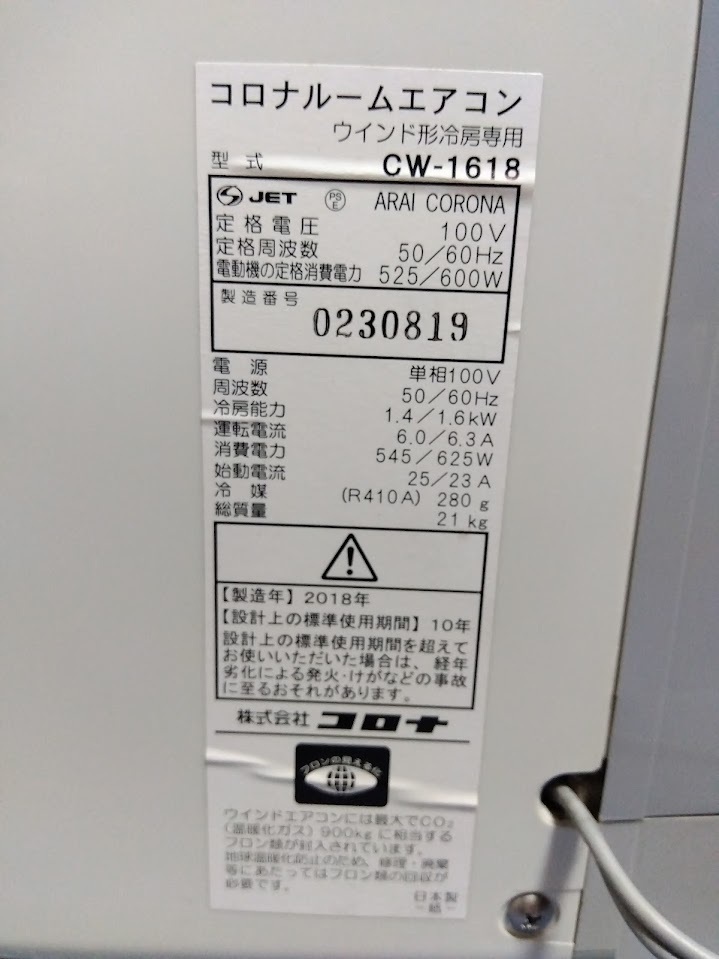 コロナルームエアコン
ウインド形冷房専用
型式 CW-1618
JET PSE ARAI CORONA
定格電圧 100V
定格周波数 50/60Hz
電動機の定格消費電力 525/600W
製造番号
0230819
電源 単相100V
周波数 50/60Hz
冷房能力 1.4/1.6kW
運転電流 6.0/6.3A
消費電力 545/625W
始動電流 25/23A
冷媒 (R410A) 280g
総質量 21kg
【製造年】2018年
【設計上の標準使用期間】10年
設計上の標準使用期間を超えて
お使いいただいた場合は、経年
劣化による発火・けがなどの事故
に至るおそれがあります。
株式会社 コロナ
フロンの見える化
ウインドエアコンには最大でCO₂
(温暖化ガス)900kgに相当する
フロン類が封入されています。
地球温暖化防止のため、修理・廃棄
等にあたってはフロン類の回収が
必要です。
日本製